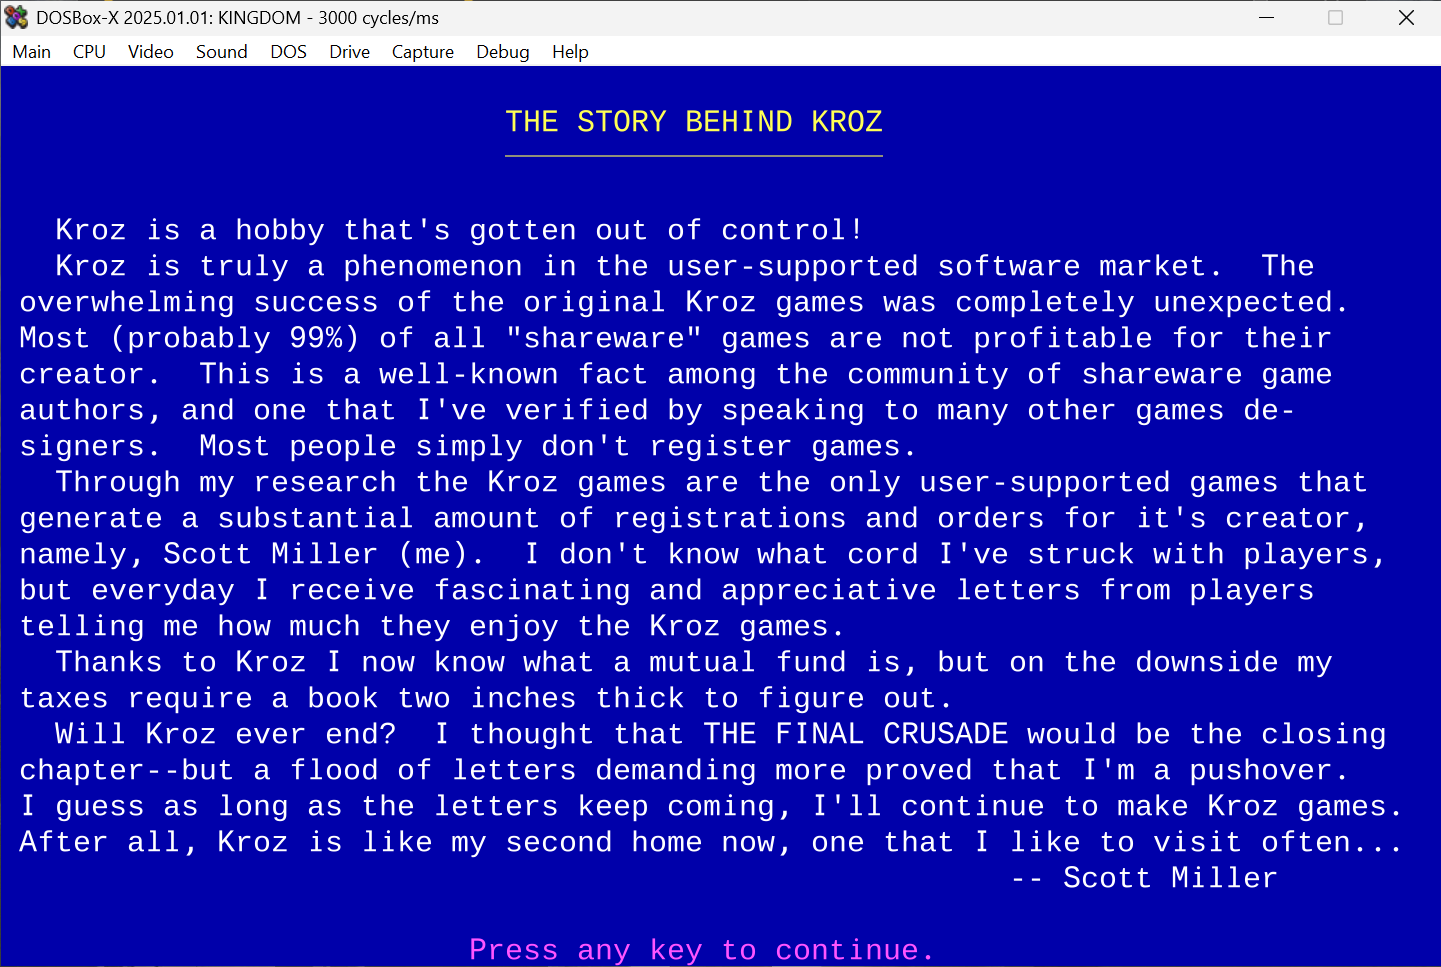 DOSBox-X 2025.01.01: KINGDOM - 3000 cycles/ms
Main CPU Video Sound DOS Drive Capture Debug Help
THE STORY BEHIND KROZ
Kroz is a hobby that's gotten out of control!
Kroz is truly a phenomenon in the user-supported software market.  The
overwhelming success of the original Kroz games was completely unexpected.
Most (probably 99%) of all "shareware" games are not profitable for their
creator.  This is a well-known fact among the community of shareware game
authors, and one that I've verified by speaking to many other games de-
signers.  Most people simply don't register games.
Through my research the Kroz games are the only user-supported games that
generate a substantial amount of registrations and orders for it's creator,
namely, Scott Miller (me).  I don't know what cord I've struck with players,
but everyday I receive fascinating and appreciative letters from players
telling me how much they enjoy the Kroz games.
Thanks to Kroz I now know what a mutual fund is, but on the downside my
taxes require a book two inches thick to figure out.
Will Kroz ever end?  I thought that THE FINAL CRUSADE would be the closing
chapter--but a flood of letters demanding more proved that I'm a pushover.
I guess as long as the letters keep coming, I'll continue to make Kroz games.
After all, Kroz is like my second home now, one that I like to visit often...
-- Scott Miller
Press any key to continue.